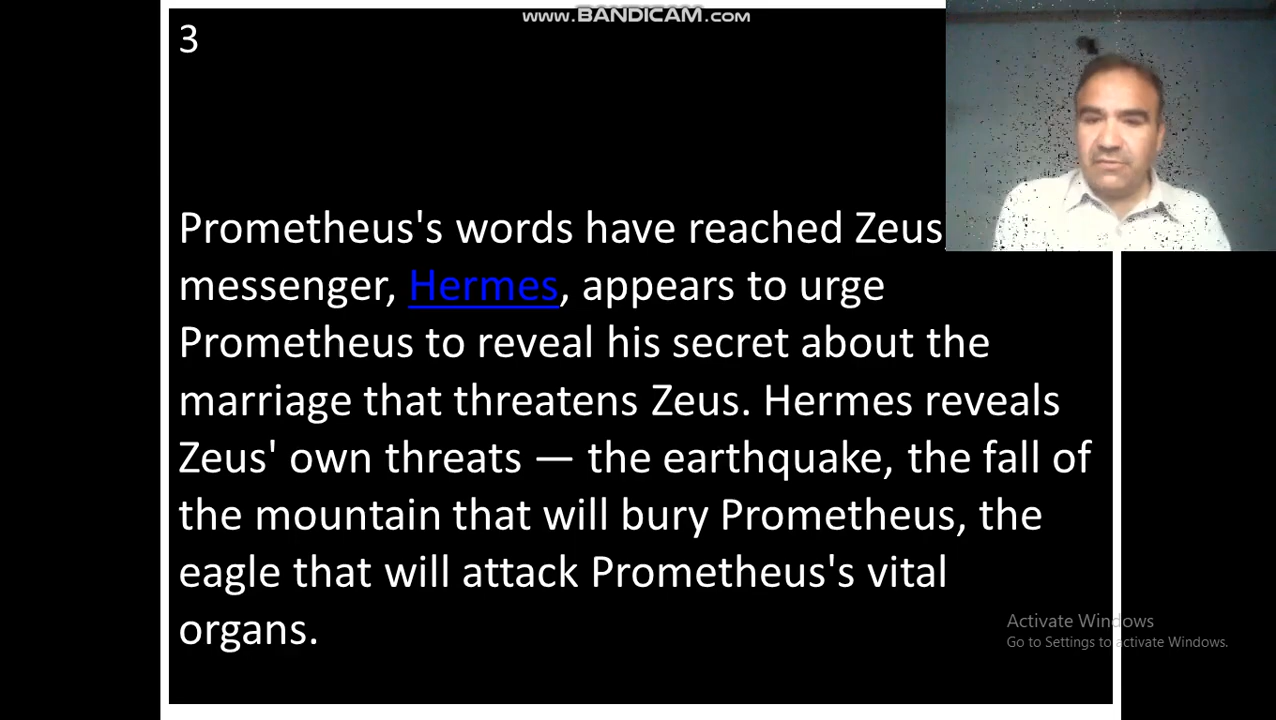 www.BANDICAM.com
3
Prometheus's words have reached Zeus
messenger, Hermes, appears to urge
Prometheus to reveal his secret about the
marriage that threatens Zeus. Hermes reveals
Zeus' own threats — the earthquake, the fall of
the mountain that will bury Prometheus, the
eagle that will attack Prometheus's vital
organs.
Activate Windows
Go to Settings to activate Windows.